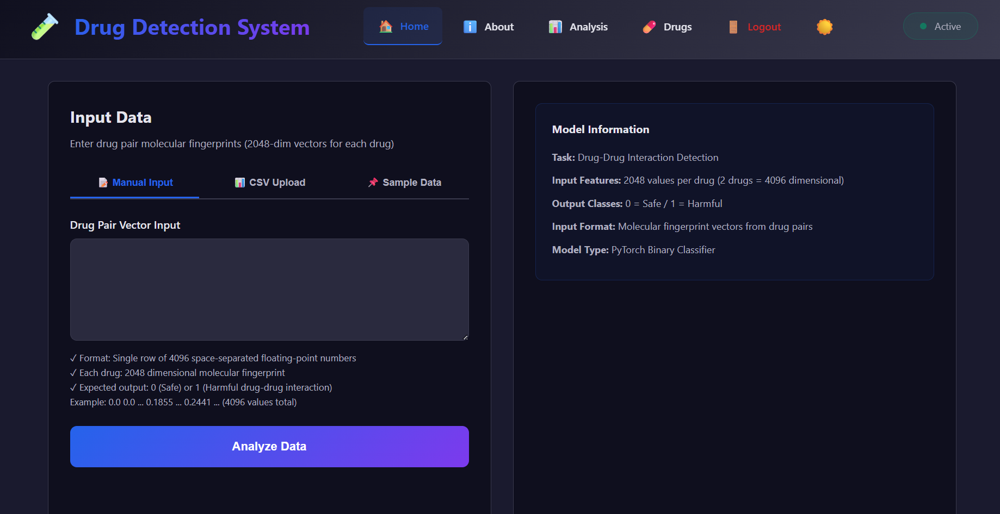 Drug Detection System
Home
About
Analysis
Drugs
Logout
Active
Input Data
Enter drug pair molecular fingerprints (2048-dim vectors for each drug)
Manual Input
CSV Upload
Sample Data
Drug Pair Vector Input
✓ Format: Single row of 4096 space-separated floating-point numbers
✓ Each drug: 2048 dimensional molecular fingerprint
✓ Expected output: 0 (Safe) or 1 (Harmful drug-drug interaction)
Example: 0.0 0.0 ... 0.1855 ... 0.2441 ... (4096 values total)
Analyze Data
Model Information
Task: Drug-Drug Interaction Detection
Input Features: 2048 values per drug (2 drugs = 4096 dimensional)
Output Classes: 0 = Safe / 1 = Harmful
Input Format: Molecular fingerprint vectors from drug pairs
Model Type: PyTorch Binary Classifier